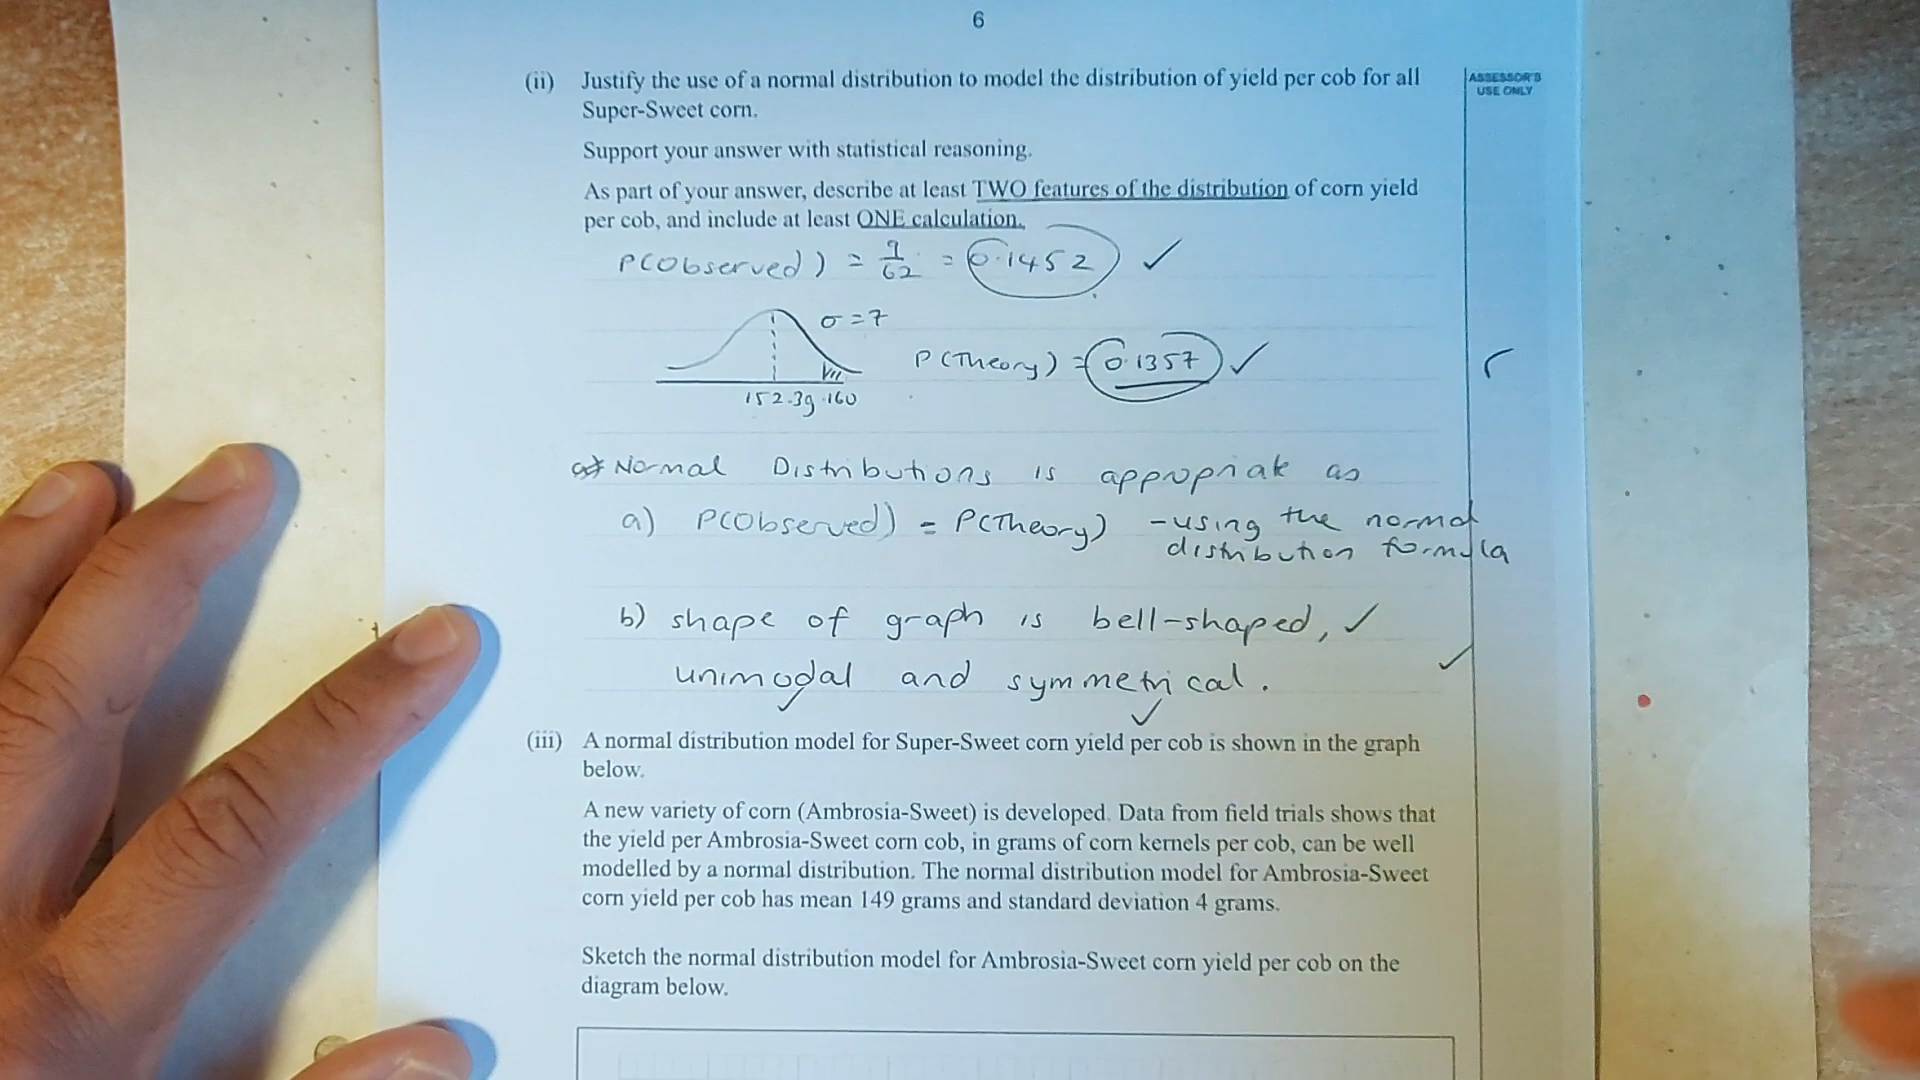 6
(ii) Justify the use of a normal distribution to model the distribution of yield per cob for all
Super-Sweet corn.
ASSESSOR'S
USE ONLY
Support your answer with statistical reasoning.
As part of your answer, describe at least TWO features of the distribution of corn yield
per cob, and include at least ONE calculation.
P(Observed) = 9/62 = 0.1452 ✓
σ = 7
P(Theory) = 0.1357 ✓
152.3g 160
Normal Distributions is appropriate as
a) P(Observed) = P(Theory) - using the normal
distribution formula
b) shape of graph is bell-shaped, ✓
unimodal and symmetrical.
(iii) A normal distribution model for Super-Sweet corn yield per cob is shown in the graph
below.
A new variety of corn (Ambrosia-Sweet) is developed. Data from field trials shows that
the yield per Ambrosia-Sweet corn cob, in grams of corn kernels per cob, can be well
modelled by a normal distribution. The normal distribution model for Ambrosia-Sweet
corn yield per cob has mean 149 grams and standard deviation 4 grams.
Sketch the normal distribution model for Ambrosia-Sweet corn yield per cob on the
diagram below.